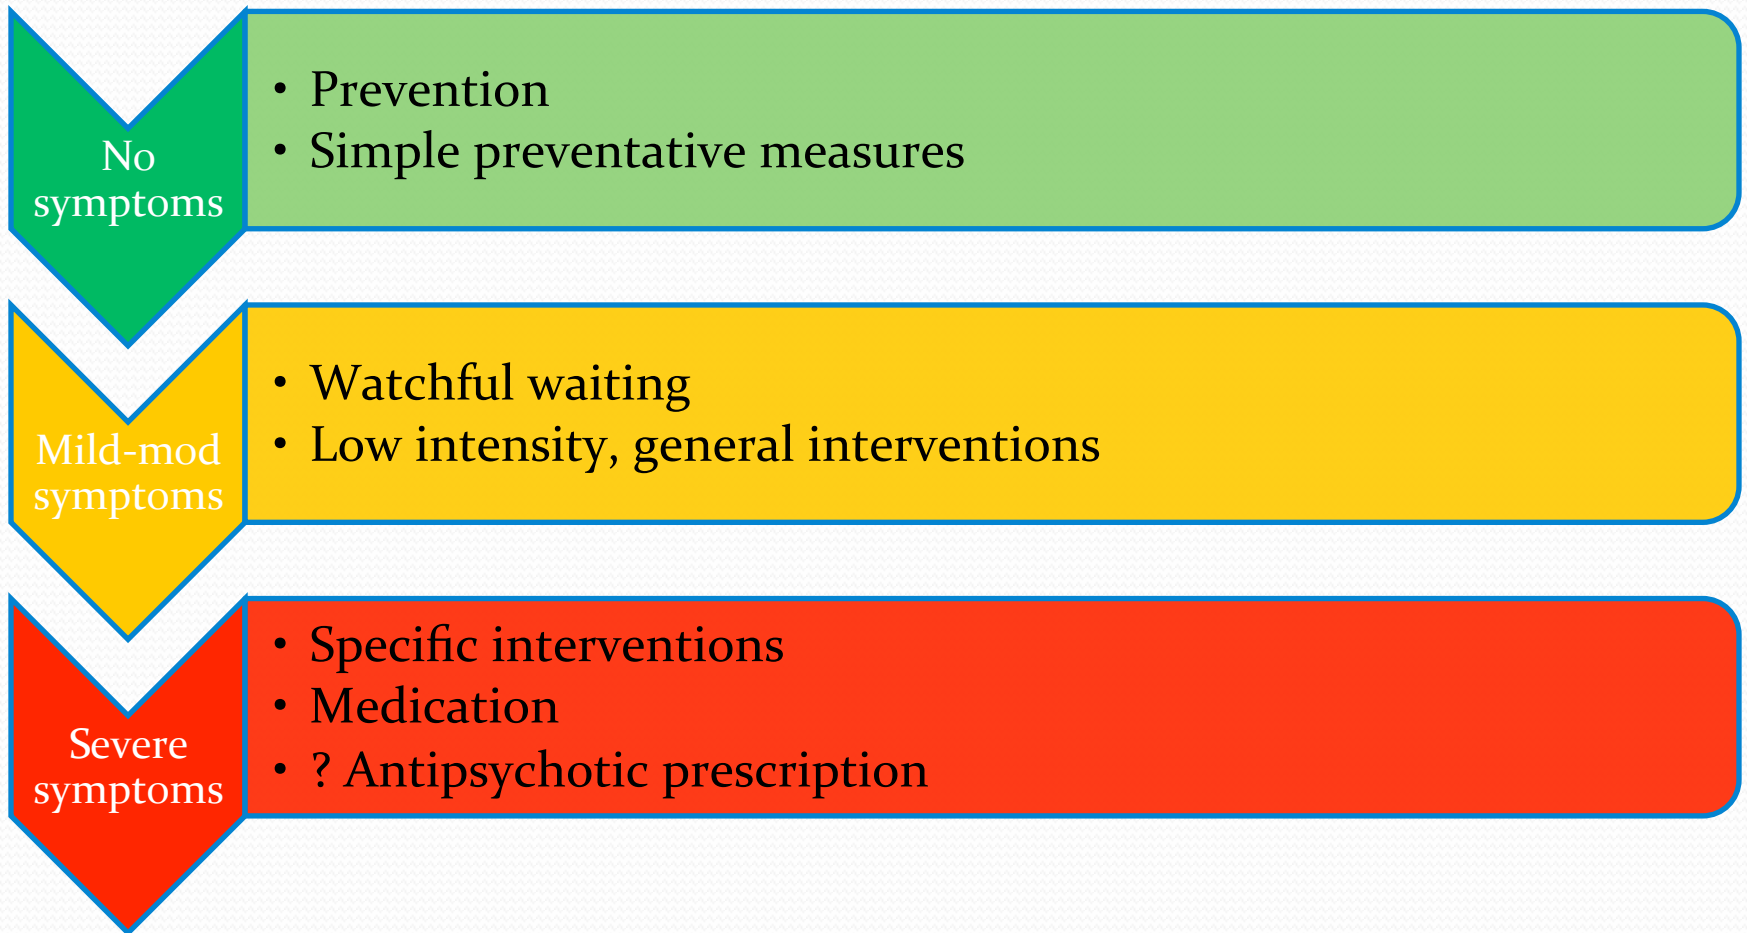 No
symptoms
• Prevention
• Simple preventative measures
Mild-mod
symptoms
• Watchful waiting
• Low intensity, general interventions
Severe
symptoms
• Specific interventions
• Medication
• ? Antipsychotic prescription